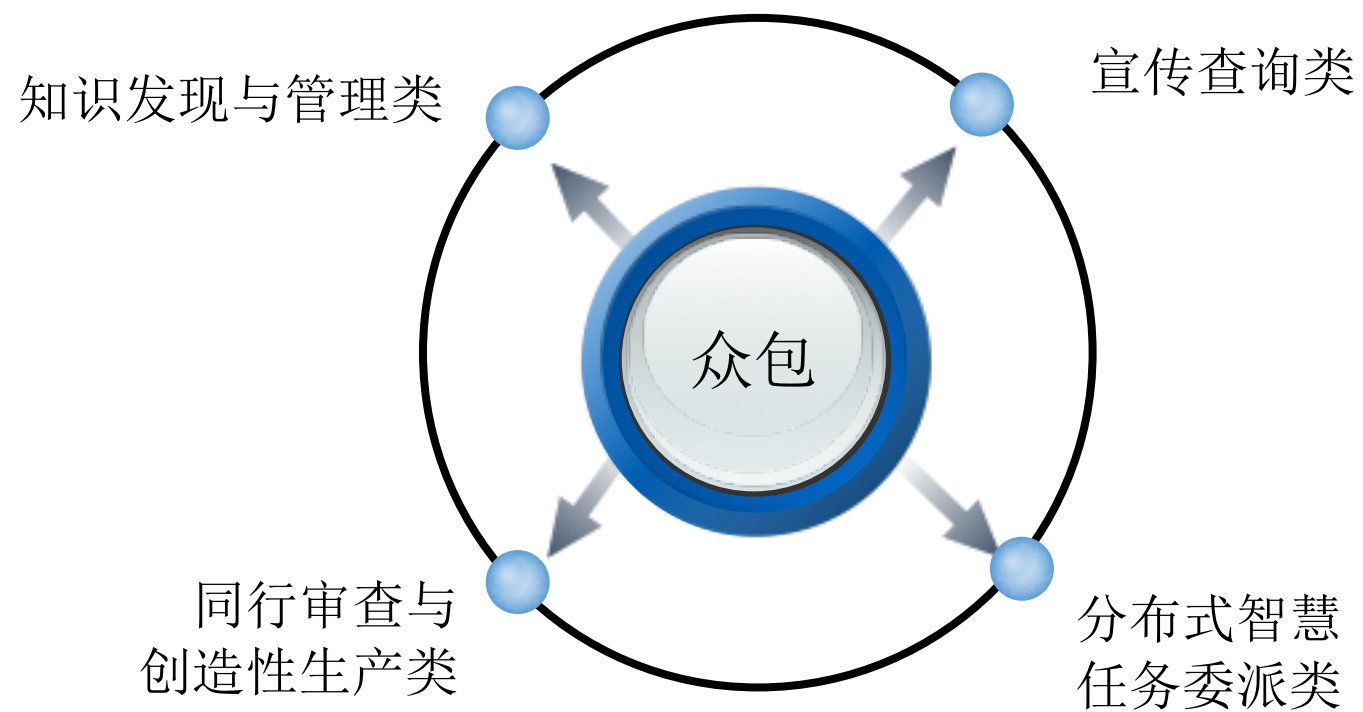 知识发现与管理类
宣传查询类
众包
同行审查与
创造性生产类
分布式智慧
任务委派类